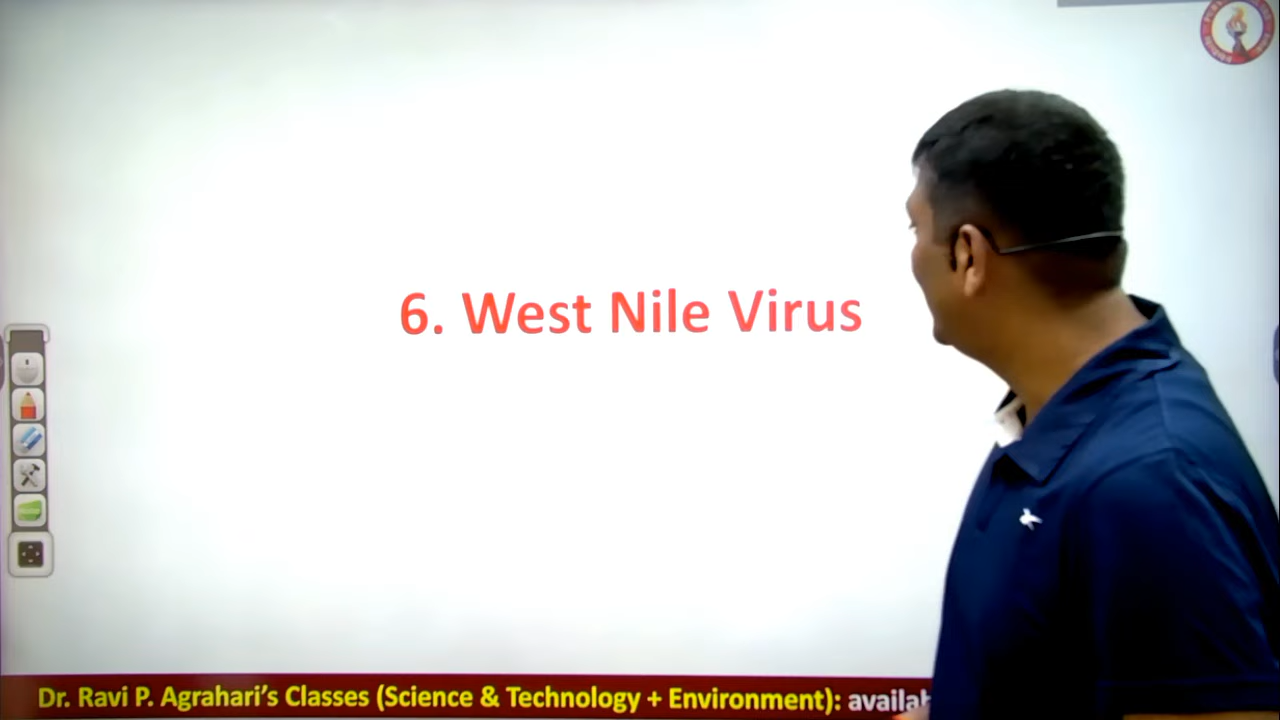 6. West Nile Virus
Dr. Ravi P. Agrahari's Classes (Science & Technology + Environment):